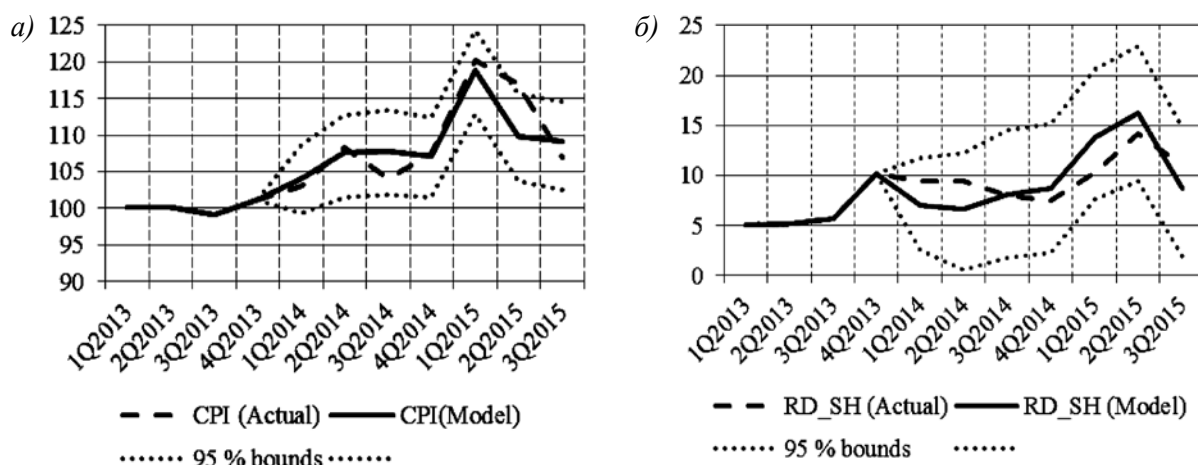 а)
125
120
115
110
105
100
95
90
1Q2013
2Q2013
3Q2013
4Q2013
1Q2014
2Q2014
3Q2014
4Q2014
1Q2015
2Q2015
3Q2015
CPI (Actual)
CPI(Model)
95 % bounds
б)
25
20
15
10
5
0
1Q2013
2Q2013
3Q2013
4Q2013
1Q2014
2Q2014
3Q2014
4Q2014
1Q2015
2Q2015
3Q2015
RD_SH (Actual)
RD_SH (Model)
95 % bounds